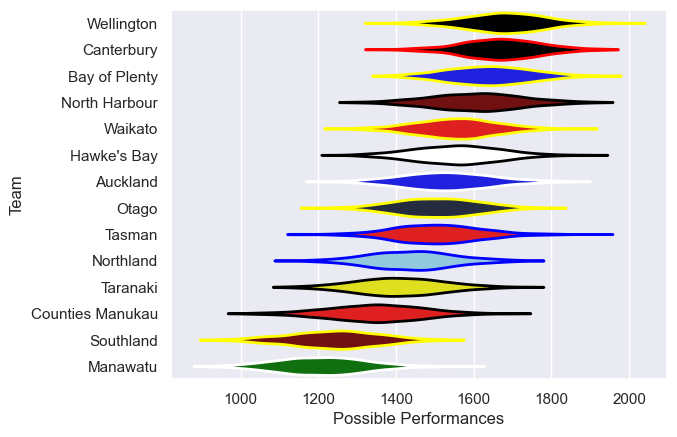 Wellington
Canterbury
Bay of Plenty
North Harbour
Waikato
Hawke's Bay
Auckland
Otago
Tasman
Northland
Taranaki
Counties Manukau
Southland
Manawatu
Team
1000 1200 1400 1600 1800 2000
Possible Performances